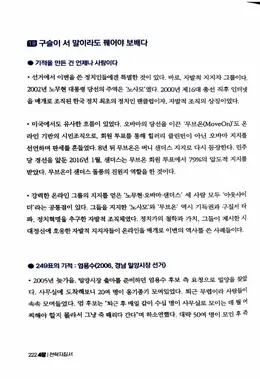 18 구슬이 서 말이라도 꿰어야 보배다
● 기적을 만든 건 언제나 사람이다
• 선거에서 이변을 쓴 정치인들에겐 특별한 것이 있다. 바로, 자발적 지지자 그룹이다.
2002년 노무현 대통령 당선의 주역은 '노사모'였다. 2000년 제16대 총선 직후 인터넷
을 매개로 조직된 한국 정치 최초의 정치인 팬클럽이자, 자발적 조직의 상징이었다.
• 미국에서도 유사한 흐름이 있었다. 오바마의 당선을 이끈 '무브온(MoveOn)'도 온
라인 기반의 시민조직으로, 회원 투표를 통해 힐러리 클린턴이 아닌 오바마 지지를
선언하며 판세를 흔들었다. 8년 뒤 무브온은 버니 샌더스 지지로 다시 등장한다. 민주
당 경선을 앞둔 2016년 1월, 샌더스는 무브온 회원 투표에서 79%의 압도적 지지를
받았다. 무브온이 샌더스 돌풍의 진원지 역할을 한 것이다.
• 강력한 온라인 그룹의 지지를 얻은 '노무현·오바마·샌더스' 세 사람 모두 '아웃사이
더'라는 공통점이 있다. 그들을 지지한 '노사모'와 '무브온' 역시 기득권과 구질서 타
파, 정치혁명을 추구한 자발적 조직체였다. 정치가의 철학과 가치, 그들이 제시한 시
대정신에 호응한 자발적 지지자들이 온라인을 매개로 이변의 역사를 쓴 사례들이다.
● 249표의 기적 : 엄용수(2006, 경남 밀양시장 선거)
• 2005년 늦가을, 밀양시장 출마를 준비하던 엄용수 후보 측 요청으로 밀양을 찾았
다. 사무실에 도착해보니 20여 명이 옹기종기 모여있었다. 퇴근 무렵이라 사람들이
속속 모여들었다. 엄 후보는 "퇴근 후 매일 같이 수십 명이 사무실로 모이는 데 뭘 어
찌해야 할지 몰라서 그냥 죽 때리다 간다"며 하소연했다. 대략 50명이 모인 후 즉
222 4장 | 전략지침서